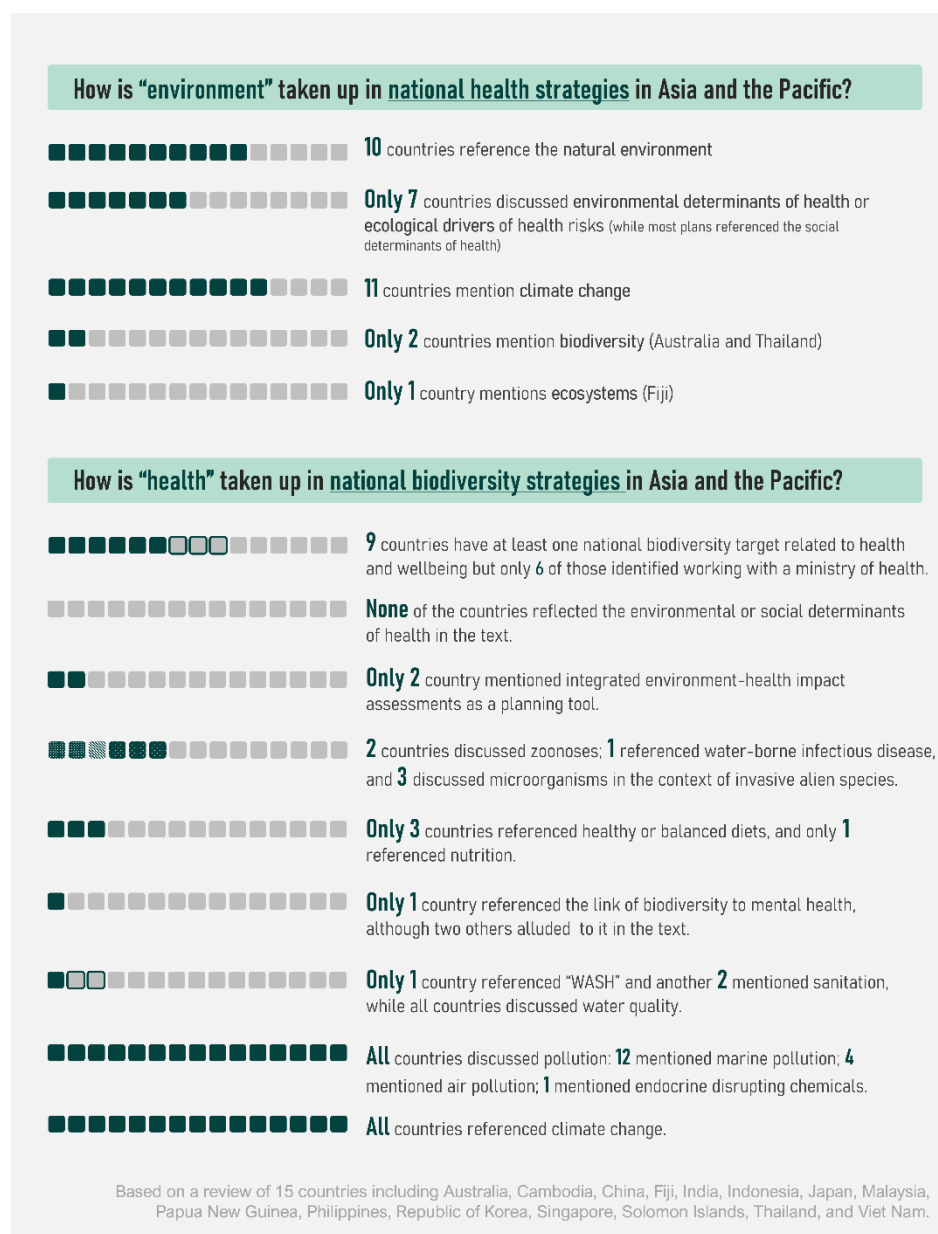 How is “environment” taken up in national health strategies in Asia and the Pacific?
10 countries reference the natural environment
Only 7 countries discussed environmental determinants of health or
ecological drivers of health risks (while most plans referenced the social
determinants of health)
11 countries mention climate change
Only 2 countries mention biodiversity (Australia and Thailand)
Only 1 country mentions ecosystems (Fiji)
How is “health” taken up in national biodiversity strategies in Asia and the Pacific?
9 countries have at least one national biodiversity target related to health
and wellbeing but only 6 of those identified working with a ministry of health.
None of the countries reflected the environmental or social determinants
of health in the text.
Only 2 country mentioned integrated environment-health impact
assessments as a planning tool.
2 countries discussed zoonoses; 1 referenced water-borne infectious disease,
and 3 discussed microorganisms in the context of invasive alien species.
Only 3 countries referenced healthy or balanced diets, and only 1
referenced nutrition.
Only 1 country referenced the link of biodiversity to mental health,
although two others alluded to it in the text.
Only 1 country referenced “WASH” and another 2 mentioned sanitation,
while all countries discussed water quality.
All countries discussed pollution: 12 mentioned marine pollution; 4
mentioned air pollution; 1 mentioned endocrine disrupting chemicals.
All countries referenced climate change.
Based on a review of 15 countries including Australia, Cambodia, China, Fiji, India, Indonesia, Japan, Malaysia,
Papua New Guinea, Philippines, Republic of Korea, Singapore, Solomon Islands, Thailand, and Viet Nam.